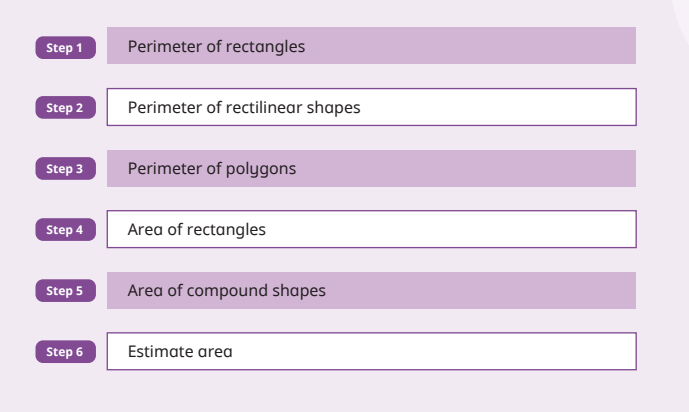 Step 1 Perimeter of rectangles
Step 2 Perimeter of rectilinear shapes
Step 3 Perimeter of polygons
Step 4 Area of rectangles
Step 5 Area of compound shapes
Step 6 Estimate area